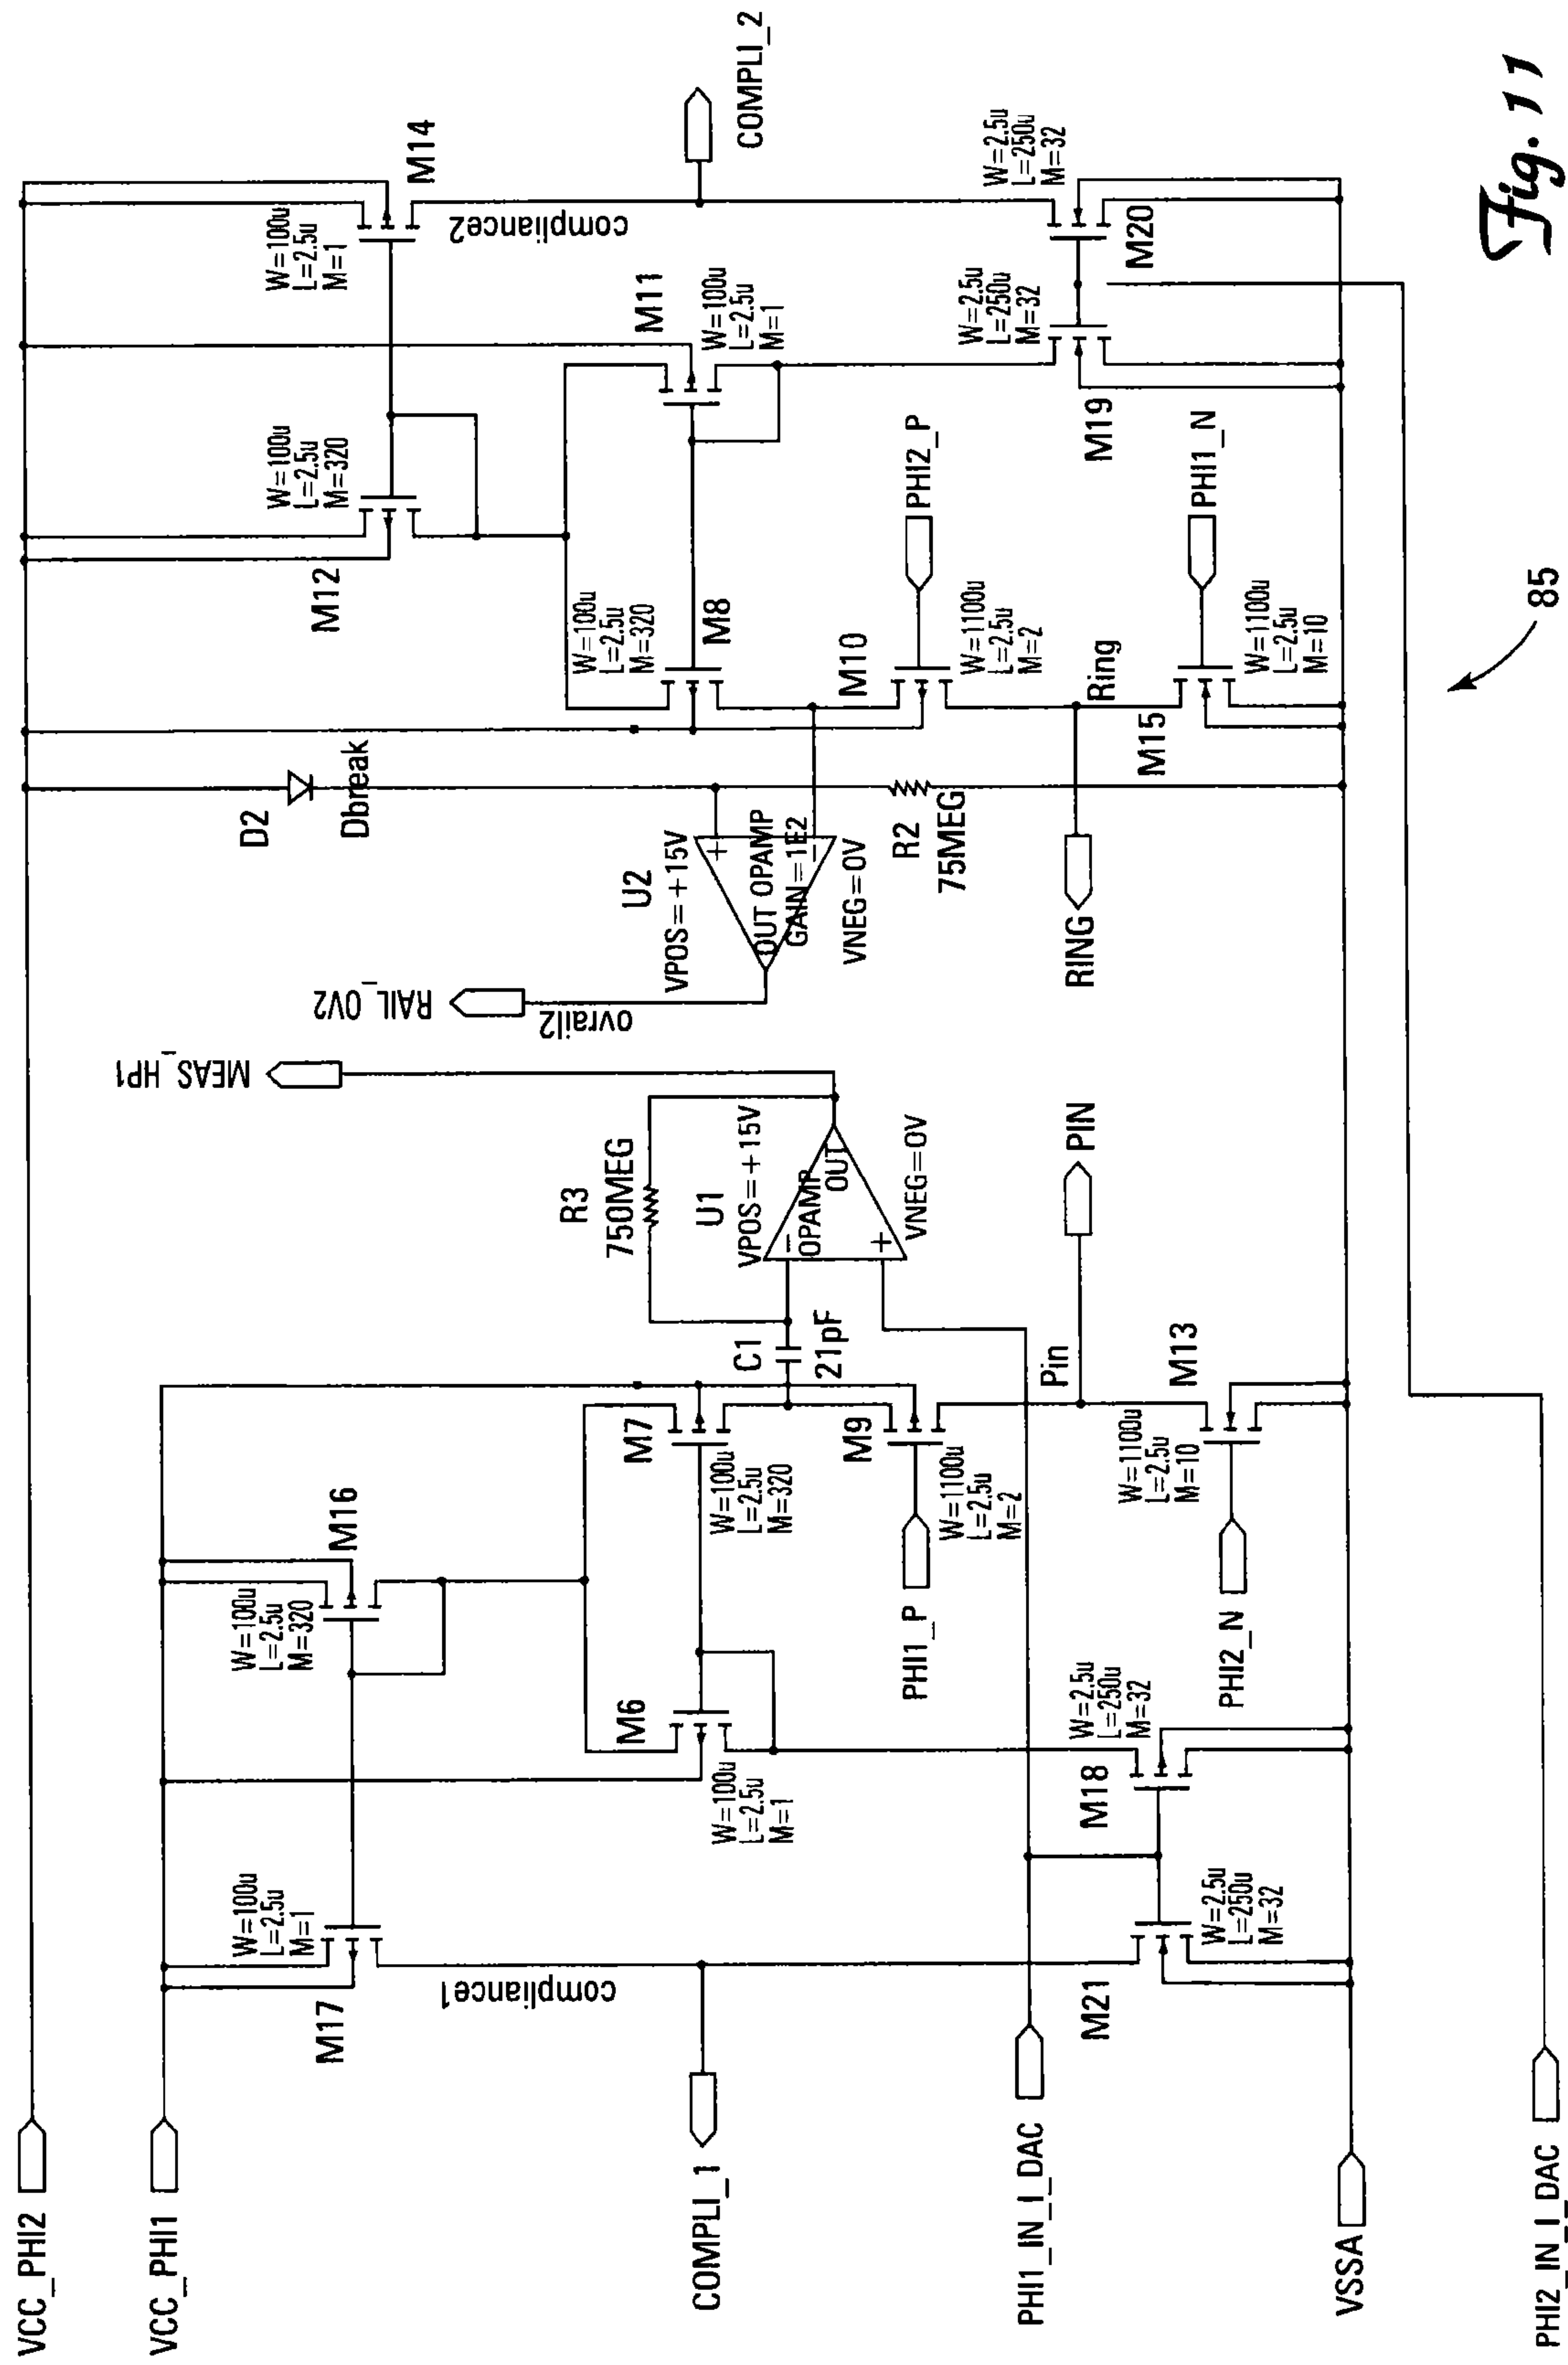 VCC_PHI2
VCC_PHI1
COMPLI_1
PHI1_IN_I_DAC
VSSA
PHI2_IN_I_DAC
M17
W=100u
L=2.5u
M=1
compliance1
M21
W=2.5u
L=250u
M=32
M16
W=100u
L=2.5u
M=320
M6
W=100u
L=2.5u
M=1
M18
W=2.5u
L=250u
M=32
M7
W=100u
L=2.5u
M=320
M9
W=1100u
L=2.5u
M=2
PHI1_P
PHI2_N
W=1100u
L=2.5u
M=10
M13
Pin
PIN
C1
21pF
R3
750MEG
U1
VPOS=+15V
OPAMP
OUT
VNEG=0V
MEAS_HP1
RAIL_OV2
ovrail2
U2
VPOS=+15V
OUT OPAMP
GAIN=1E2
VNEG=0V
RING
D2
Dbreak
R2
75MEG
M12
W=100u
L=2.5u
M=320
W=100u
L=2.5u
M=320
M8
M10
W=1100u
L=2.5u
M=2
PHI2_P
Ring
M15
W=1100u
L=2.5u
M=10
PHI1_N
M11
W=100u
L=2.5u
M=1
M19
W=2.5u
L=250u
M=32
W=100u
L=2.5u
M=1
M14
compliance2
COMPLI_2
W=2.5u
L=250u
M=32
M20
85
Fig. 11